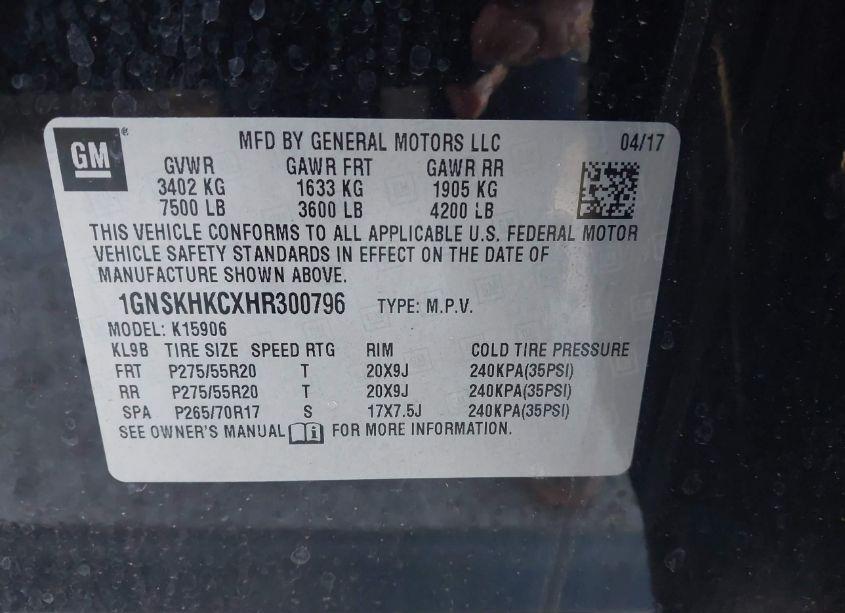 GM® MFD BY GENERAL MOTORS LLC 04/17
GVWR GAWR FRT GAWR RR
3402 KG 1633 KG 1905 KG
7500 LB 3600 LB 4200 LB
THIS VEHICLE CONFORMS TO ALL APPLICABLE U.S. FEDERAL MOTOR
VEHICLE SAFETY STANDARDS IN EFFECT ON THE DATE OF
MANUFACTURE SHOWN ABOVE.
1GNSKHKCXHR300796 TYPE: M.P.V.
MODEL: K15906
KL9B TIRE SIZE SPEED RTG RIM COLD TIRE PRESSURE
FRT P275/55R20 T 20X9J 240KPA(35PSI)
RR P275/55R20 T 20X9J 240KPA(35PSI)
SPA P265/70R17 S 17X7.5J 240KPA(35PSI)
SEE OWNER'S MANUAL FOR MORE INFORMATION.